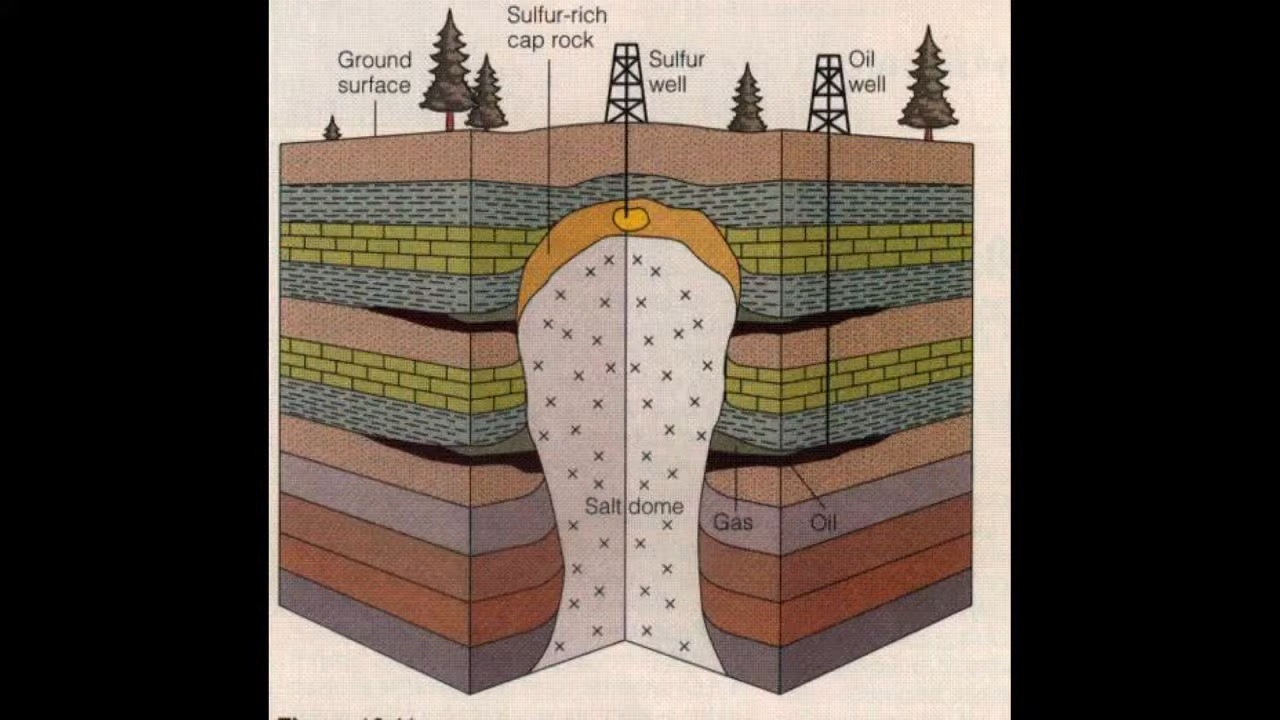 Sulfur-rich
cap rock
Ground
surface
Sulfur
well
Oil
well
Salt dome
Gas
Oil